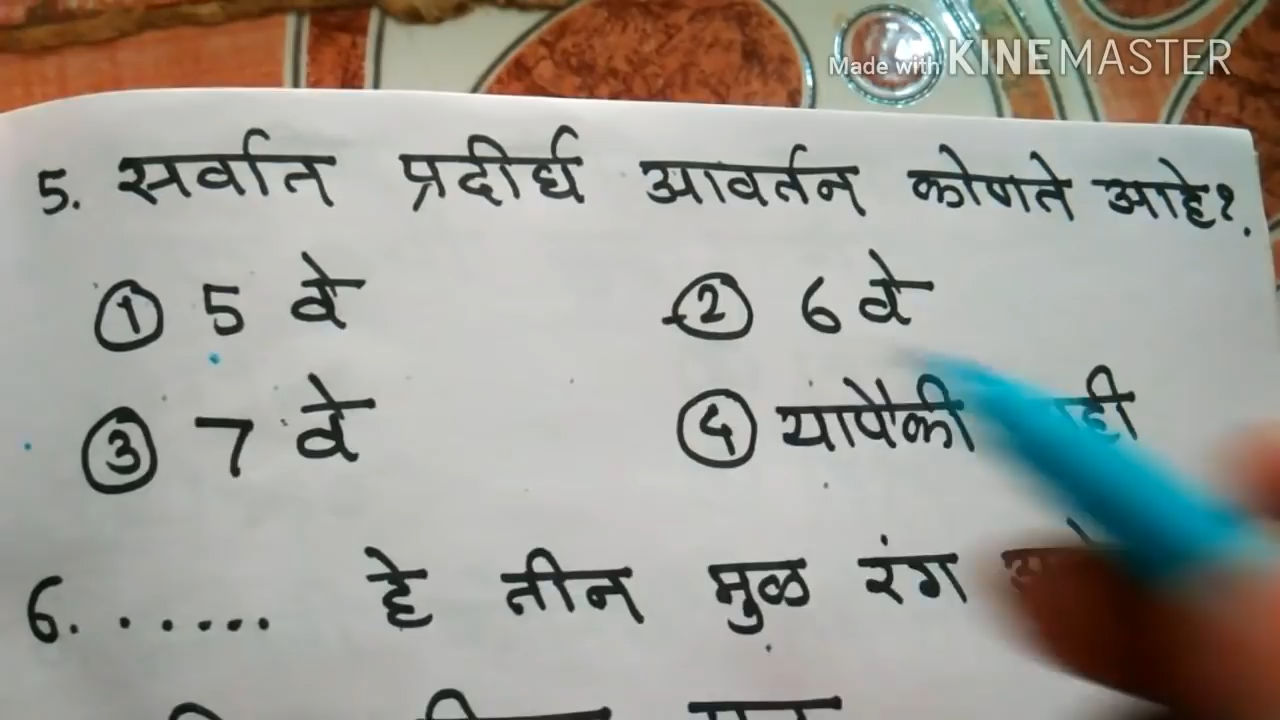 Made with KINEMASTER
5. सर्वात प्रदीर्घ आवर्तन कोणते आहे?.
① 5 वे ② 6 वे
③ 7 वे ④ यांपैकी
6. ...... हे तीन मुळ रंग